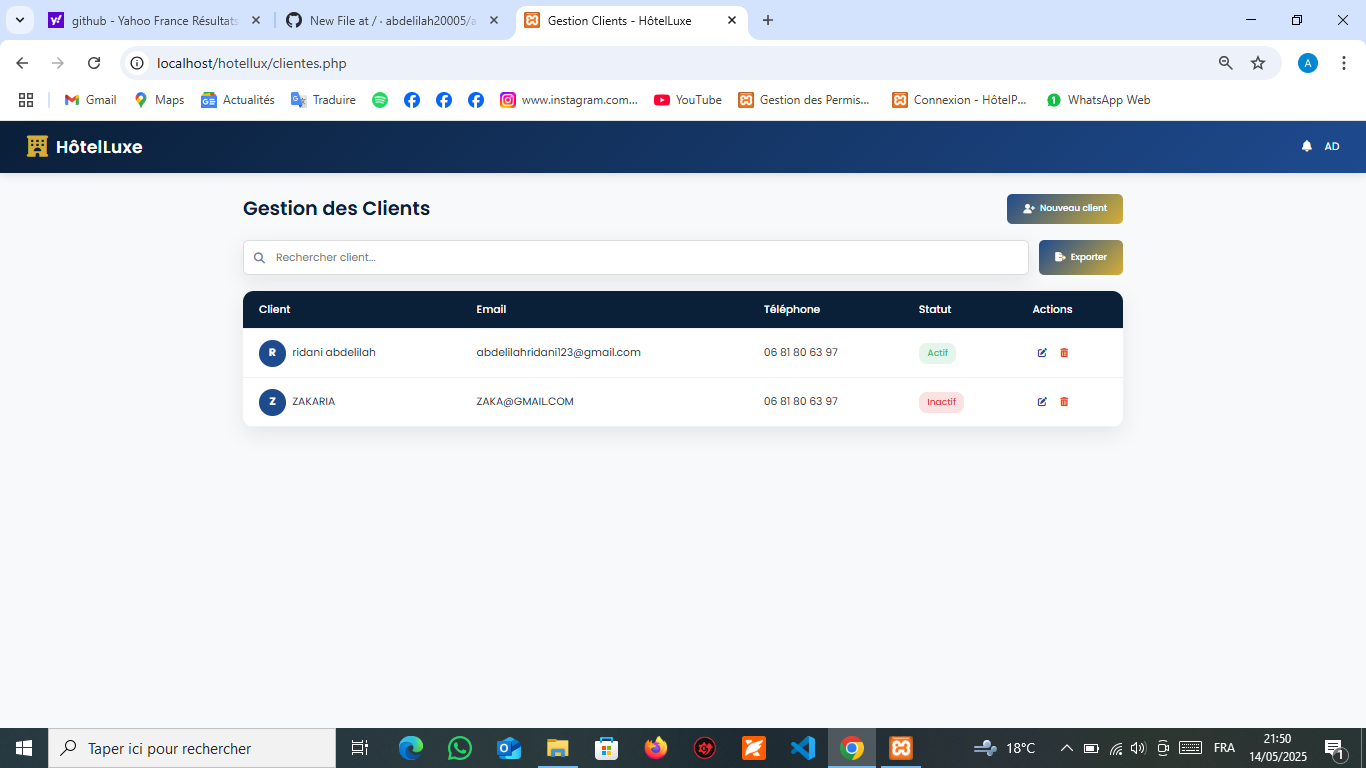 github - Yahoo France Résultats
New File at / · abdelilah20005/a
Gestion Clients - HôtelLuxe
localhost/hotellux/clientes.php
A
Gmail
Maps
Actualités
Traduire
www.instagram.com...
YouTube
Gestion des Permis...
Connexion - HôtelP...
1
WhatsApp Web
HôtelLuxe
AD
Gestion des Clients
Nouveau client
Rechercher client...
Exporter
Client Email Téléphone Statut Actions
R ridani abdelilah abdelilahridani123@gmail.com 06 81 80 63 97 Actif
Z ZAKARIA ZAKA@GMAIL.COM 06 81 80 63 97 Inactif
Taper ici pour rechercher
18°C
FRA
21:50
14/05/2025
1